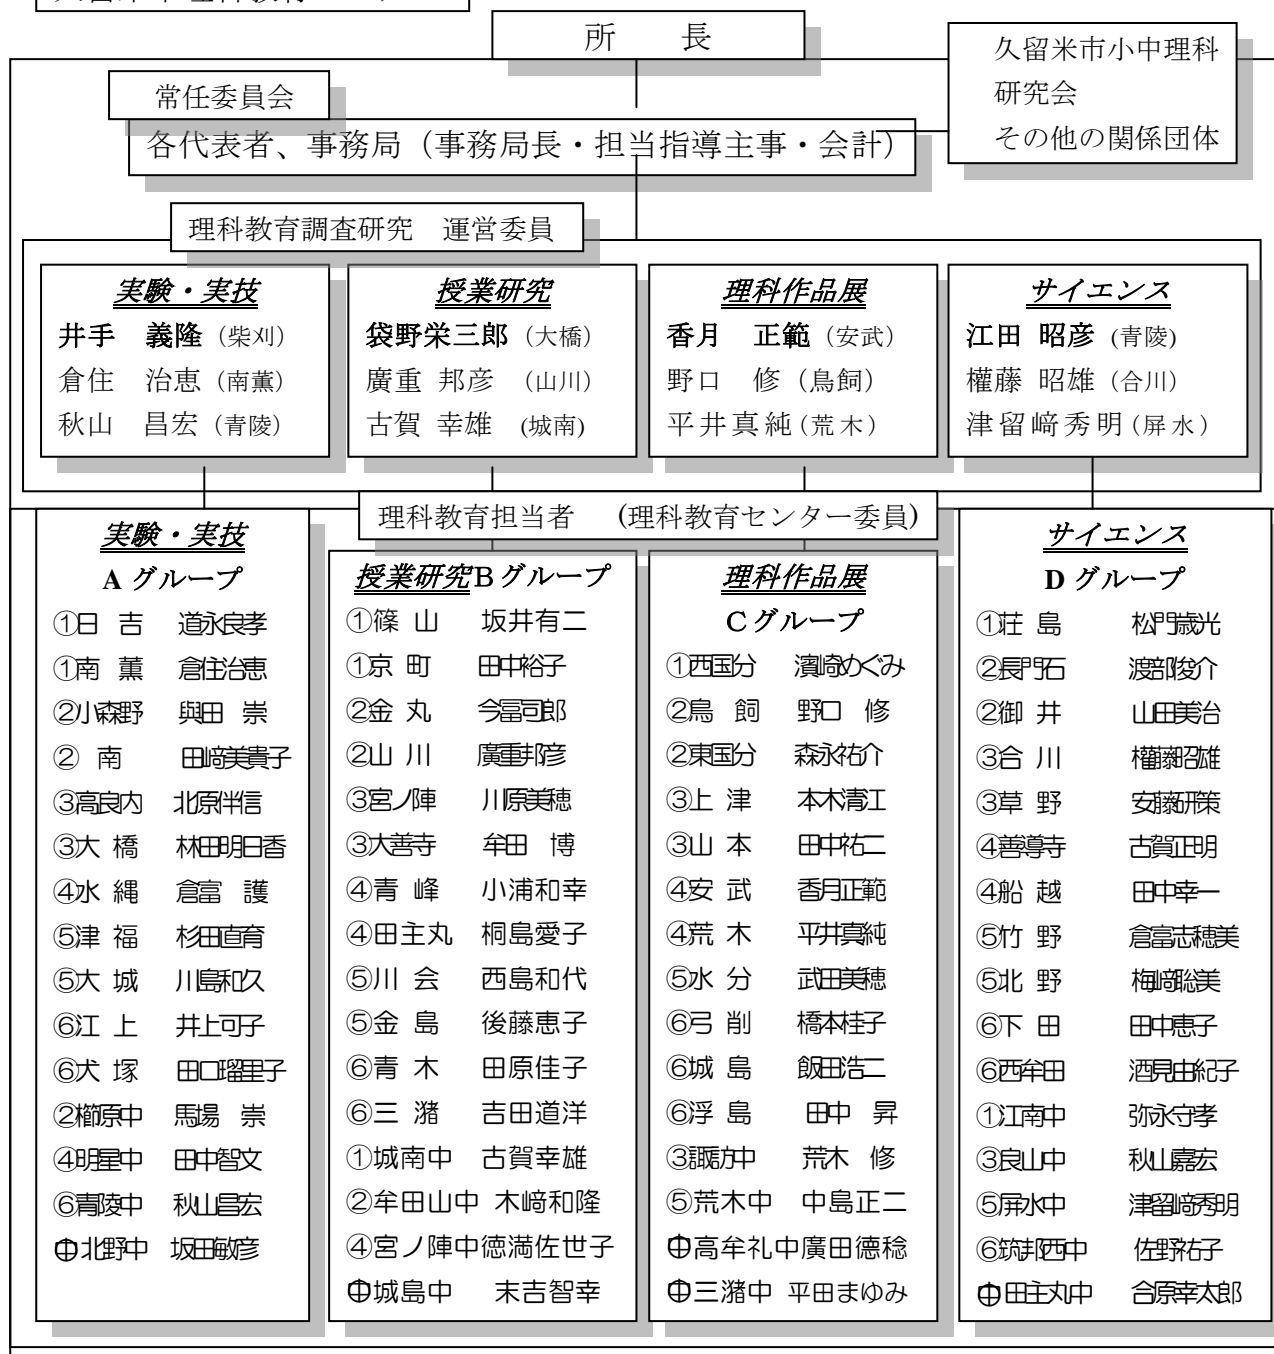 所　長
久留米市小中理科
研究会
その他の関係団体
常任委員会
各代表者、事務局（事務局長・担当指導主事・会計）
理科教育調査研究　運営委員
実験・実技
井手　義隆（柴刈）
倉住　治恵（南薫）
秋山　昌宏（青陵）
授業研究
袋野栄三郎（大橋）
廣重 邦彦　（山川）
古賀 幸雄　(城南)
理科作品展
香月　正範（安武）
野口　修（鳥飼）
平井真純（荒木）
サイエンス
江田 昭彦 (青陵)
權藤 昭雄（合川）
津留﨑秀明（屏水）
理科教育担当者　(理科教育センター委員)
実験・実技
A グループ
①日 吉　道永良孝
①南 薫　倉住治恵
②小森野　與田 崇
② 南　田﨑美貴子
③高良内　北原伴信
③大 橋　林田明日香
④水 縄　倉富 護
⑤津 福　杉田直育
⑤大 城　川島和久
⑥江 上　井上可子
⑥犬 塚　田口瑠里子
②櫛原中　馬場 崇
④明星中　田中智文
⑥青陵中　秋山昌宏
㊥北野中　坂田敏彦
授業研究Bグループ
①篠 山　坂井有二
①京 町　田中裕子
②金 丸　今冨司郎
②山 川　廣重邦彦
③宮ノ陣　川原美穂
③大善寺　牟田 博
④青 峰　小浦和幸
④田主丸　桐島愛子
⑤川 会　西島和代
⑤金 島　後藤恵子
⑥青 木　田原佳子
⑥三 潴　吉田道洋
①城南中　古賀幸雄
②牟田山中 木﨑和隆
④宮ノ陣中徳満佐世子
㊥城島中　末吉智幸
理科作品展
Cグループ
①西国分　濱﨑めぐみ
②鳥 飼　野口 修
②東国分　森永祐介
③上 津　本木清江
③山 本　田中祐二
④安 武　香月正範
④荒 木　平井真純
⑤水 分　武田美穂
⑥弓 削　橋本桂子
⑥城 島　飯田浩二
⑥浮 島　田中 昇
③諏訪中　荒木 修
⑤荒木中　中島正二
㊥高牟礼中廣田德稔
㊥三潴中 平田まゆみ
サイエンス
D グループ
①荘 島　松門歳光
②長門石　渡部俊介
②御 井　山田美治
③合 川　權藤昭雄
③草 野　安藤研策
④善導寺　古賀正明
④船 越　田中幸一
⑤竹 野　倉富志穂美
⑤北 野　梅﨑聡美
⑥下 田　田中恵子
⑥西牟田　酒見由紀子
①江南中　弥永守孝
③良山中　秋山嘉宏
⑤屏水中　津留﨑秀明
⑥筑邦西中　佐野祐子
㊥田主丸中　合原幸太郎